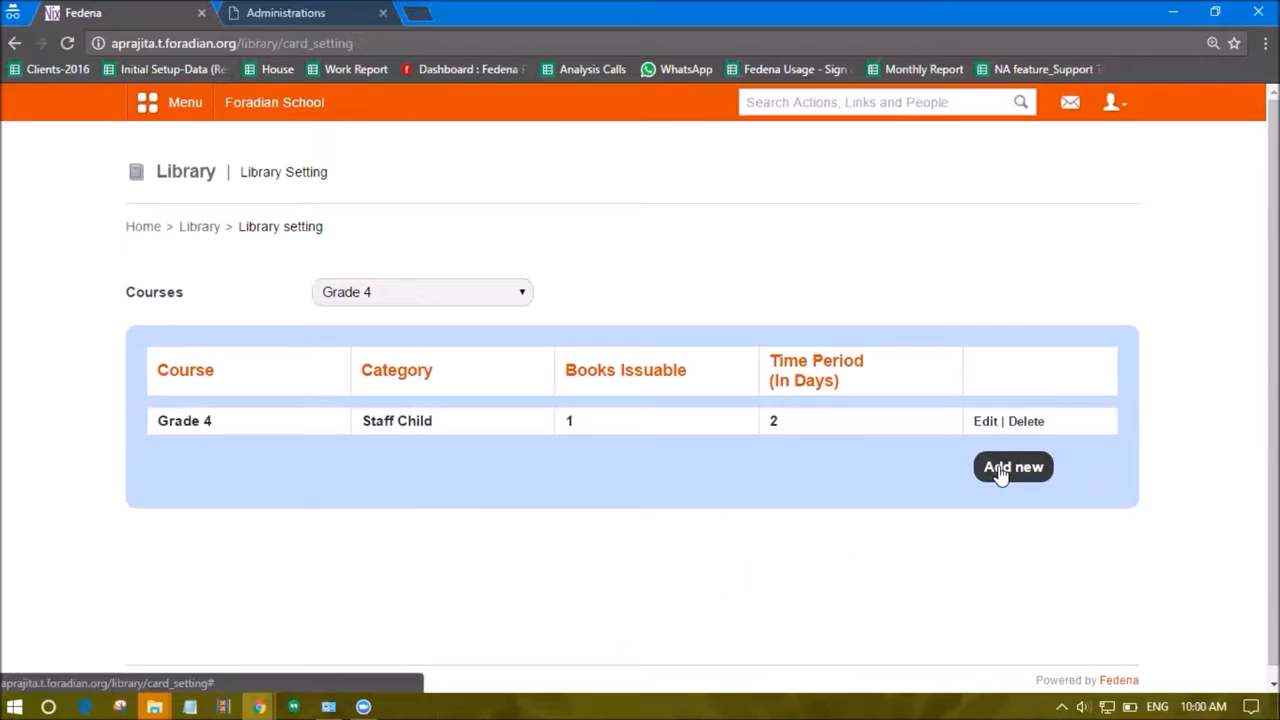 Fedena
Administrations
aprajita.t.foradian.org/library/card_setting
Clients-2016
Initial Setup-Data (Re
House
Work Report
Dashboard : Fedena
Analysis Calls
WhatsApp
Fedena Usage - Sign
Monthly Report
NA feature_Support T
Menu
Foradian School
Search Actions, Links and People
Library | Library Setting
Home > Library > Library setting
Courses
Grade 4
Course Category Books Issuable Time Period
(In Days)
Grade 4 Staff Child 1 2 Edit | Delete
Add new
Powered by Fedena
aprajita.t.foradian.org/library/card_setting#
ENG
10:00 AM